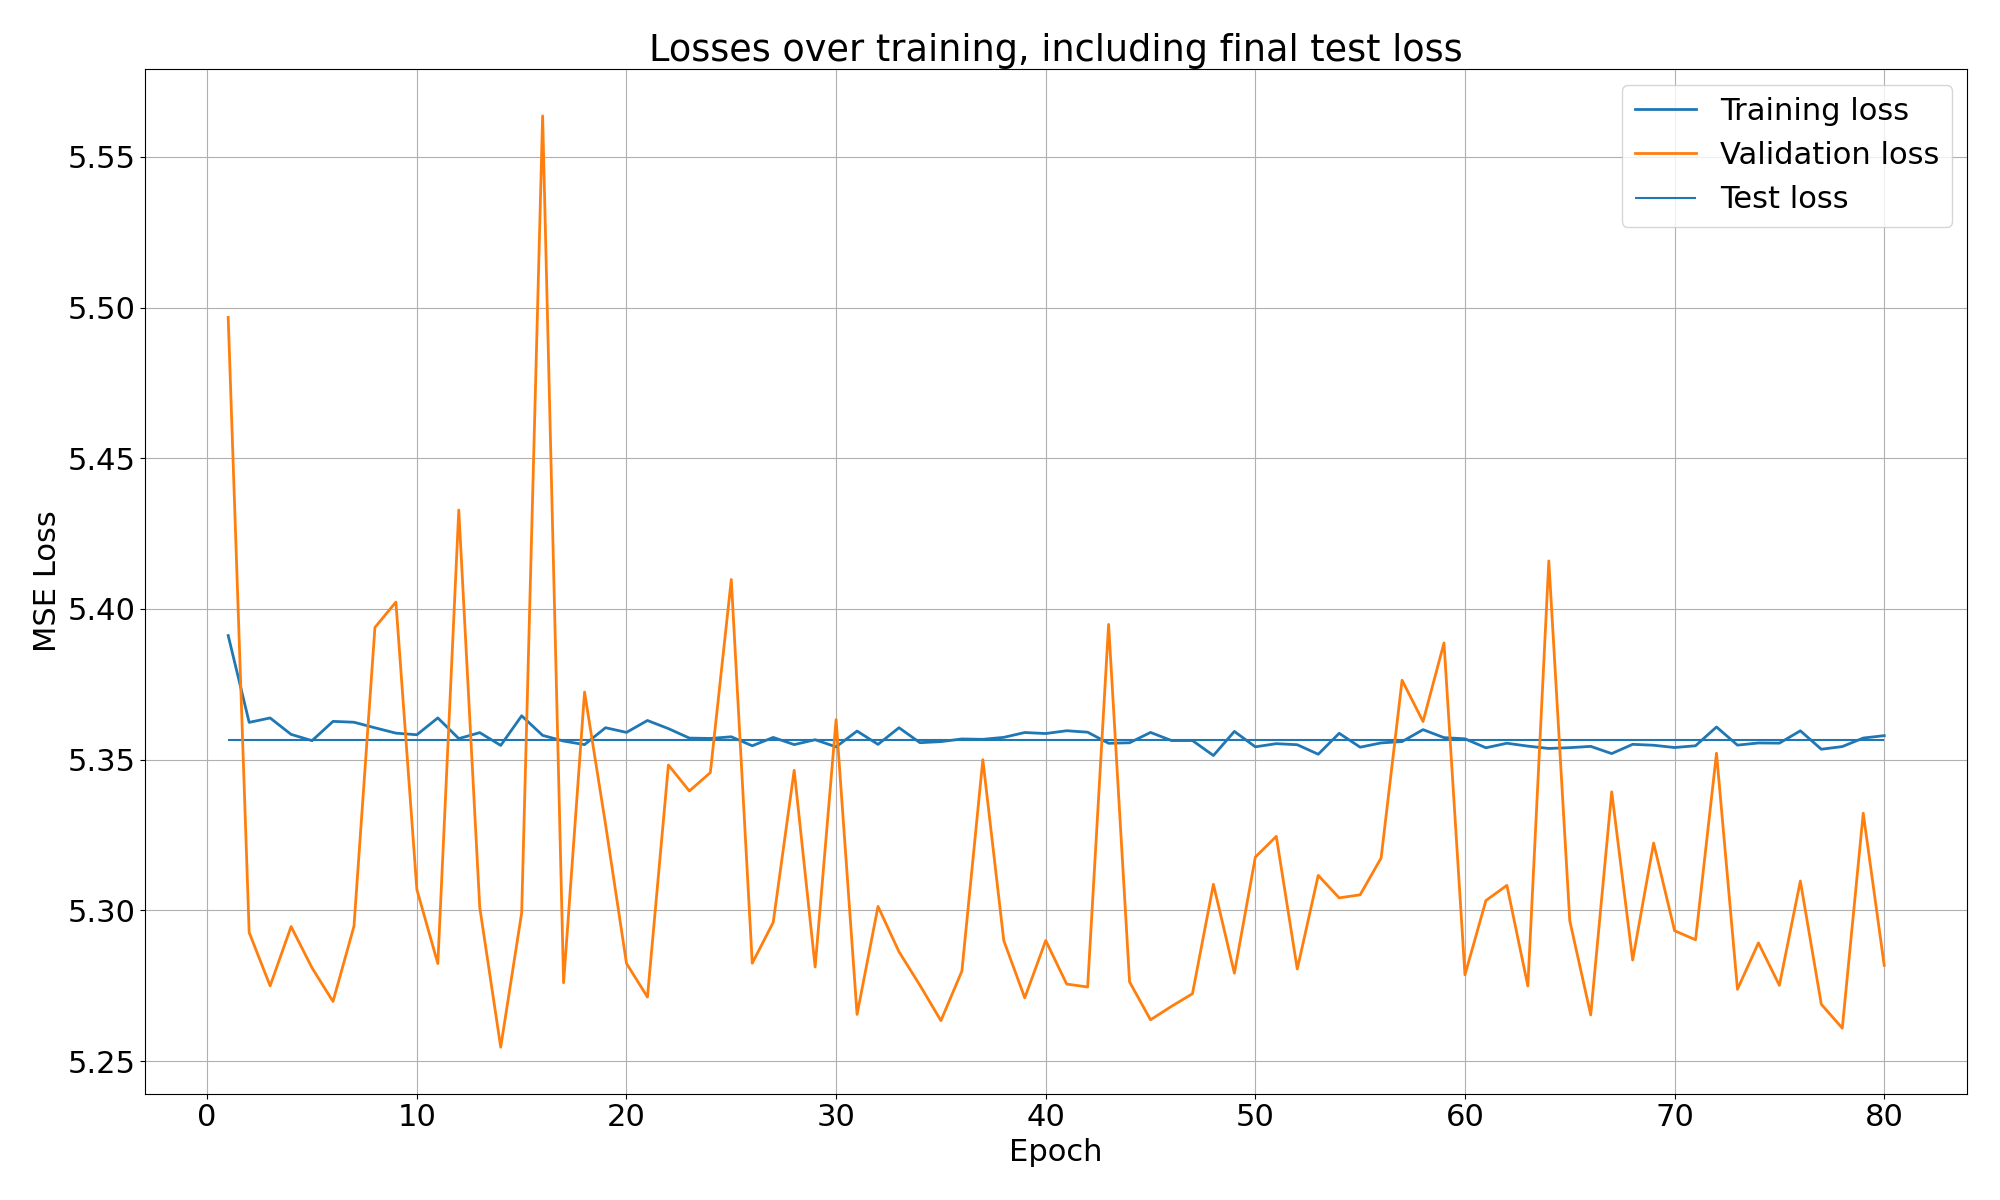 Losses over training, including final test loss
Training loss
Validation loss
Test loss
MSE Loss
5.55
5.50
5.45
5.40
5.35
5.30
5.25
0 10 20 30 40 50 60 70 80
Epoch